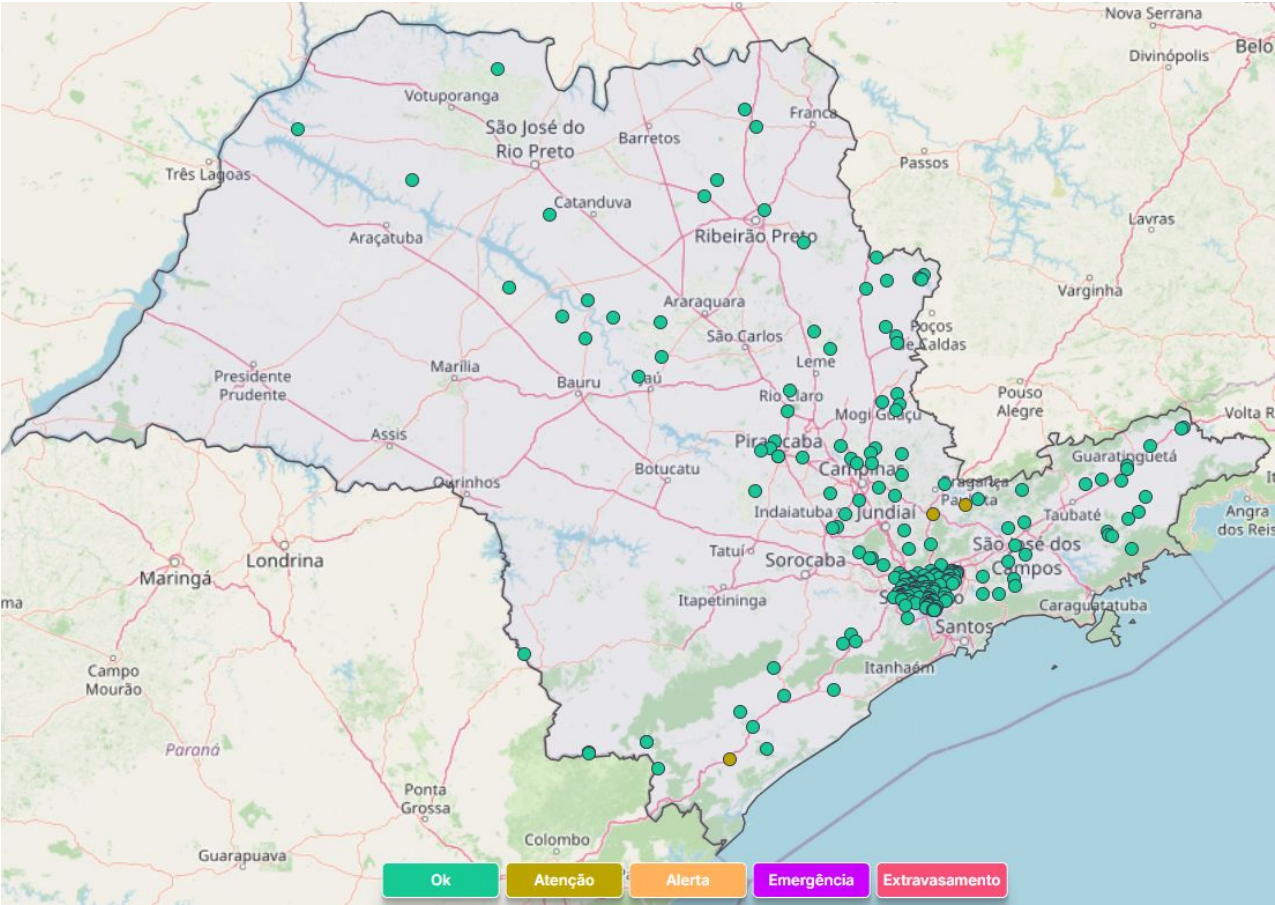 Nova Serrana
Belo
Divinópolis
Votuporanga
Franca
São José do
Rio Preto
Barretos
Passos
Três Lagoas
Catanduva
Lavras
Araçatuba
Ribeirão Preto
Varginha
Araraquara
São Carlos
Poços
de Caldas
Leme
Marília
Presidente
Prudente
Bauru
Jaú
Pouso
Alegre
Rio Claro
Mogi Guaçu
Volta R
Assis
Piracicaba
Guaratinguetá
Botucatu
Campinas
Ourinhos
Bragança
Paulista
Indaiatuba
Jundiaí
Taubaté
Angra
dos Reis
Tatuí
São José dos
Campos
Londrina
Sorocaba
Maringá
Itapetininga
Caraguatatuba
ma
Santos
Campo
Mourão
Itanhaém
Paraná
Ponta
Grossa
Colombo
Guarapuava
Ok
Atenção
Alerta
Emergência
Extravasamento